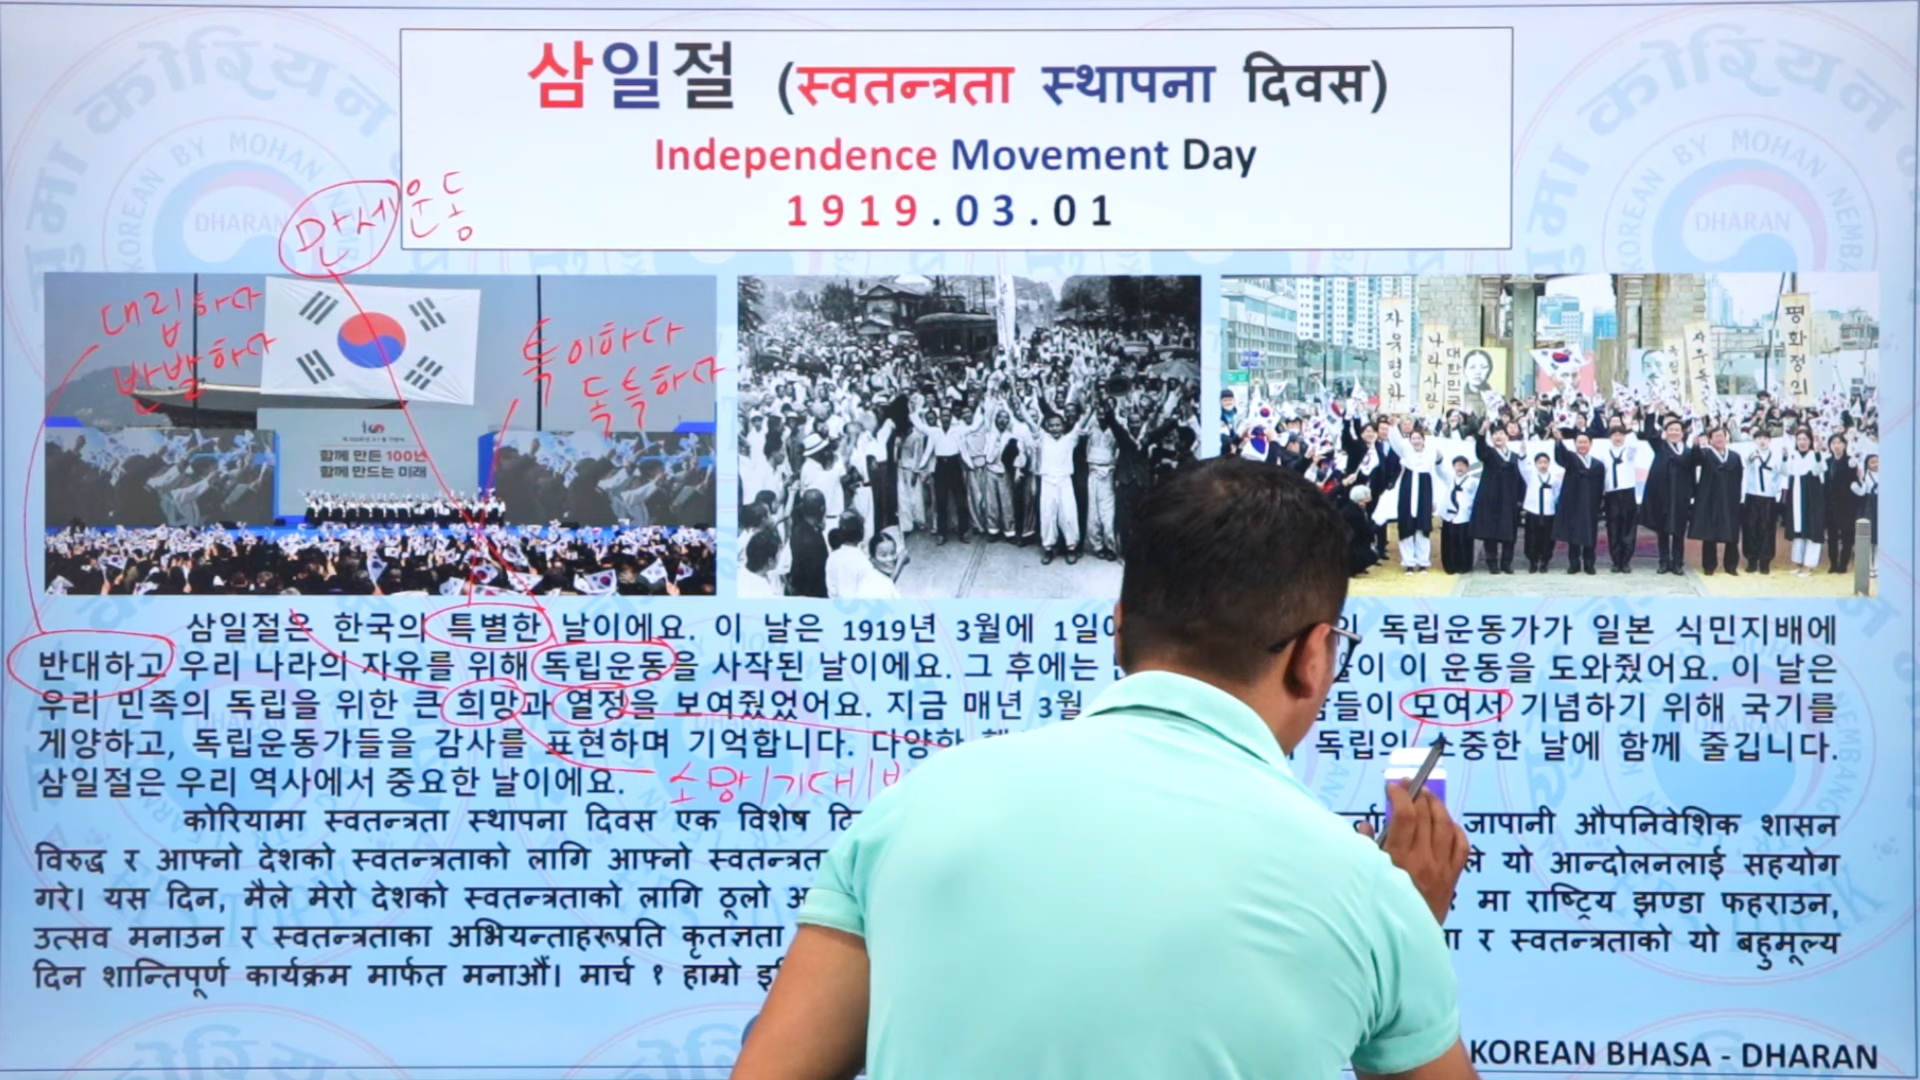 삼일절 (स्वतन्त्रता स्थापना दिवस)
Independence Movement Day
1919.03.01
만세운동
대립하다
반발하다
특이하다
독특하다
함께 만든 100년
함께 만드는 미래
자유평화
나라사랑
대한민국
자주독립
평화정의
삼일절은 한국의 특별한 날이에요. 이 날은 1919년 3월에 1일에 독립운동가가 일본 식민지배에
반대하고 우리 나라의 자유를 위해 독립운동을 사작된 날이에요. 그 후에는 이 운동을 도와줬어요. 이 날은
우리 민족의 독립을 위한 큰 희망과 열정을 보여줬었어요. 지금 매년 3월 모여서 기념하기 위해 국기를
게양하고, 독립운동가들을 감사를 표현하며 기억합니다. 다양한 독립의 소중한 날에 함께 줄깁니다.
삼일절은 우리 역사에서 중요한 날이에요.
소망/기대/
कोरियामा स्वतन्त्रता स्थापना दिवस एक विशेष जापानी औपनिवेशिक शासन
विरुद्ध र आफ्नो देशको स्वतन्त्रताको लागि आफ्नो ले यो आन्दोलनलाई सहयोग
गरे। यस दिन, मैले मेरो देशको स्वतन्त्रताको लागि ठूलो मा राष्ट्रिय झण्डा फहराउन,
उत्सव मनाउन र स्वतन्त्रताका अभियन्ताहरूप्रति कृतज्ञता र स्वतन्त्रताको यो बहुमूल्य
दिन शान्तिपूर्ण कार्यक्रम मार्फत मनाऔं। मार्च १ हाम्रो
KOREAN BHASA - DHARAN